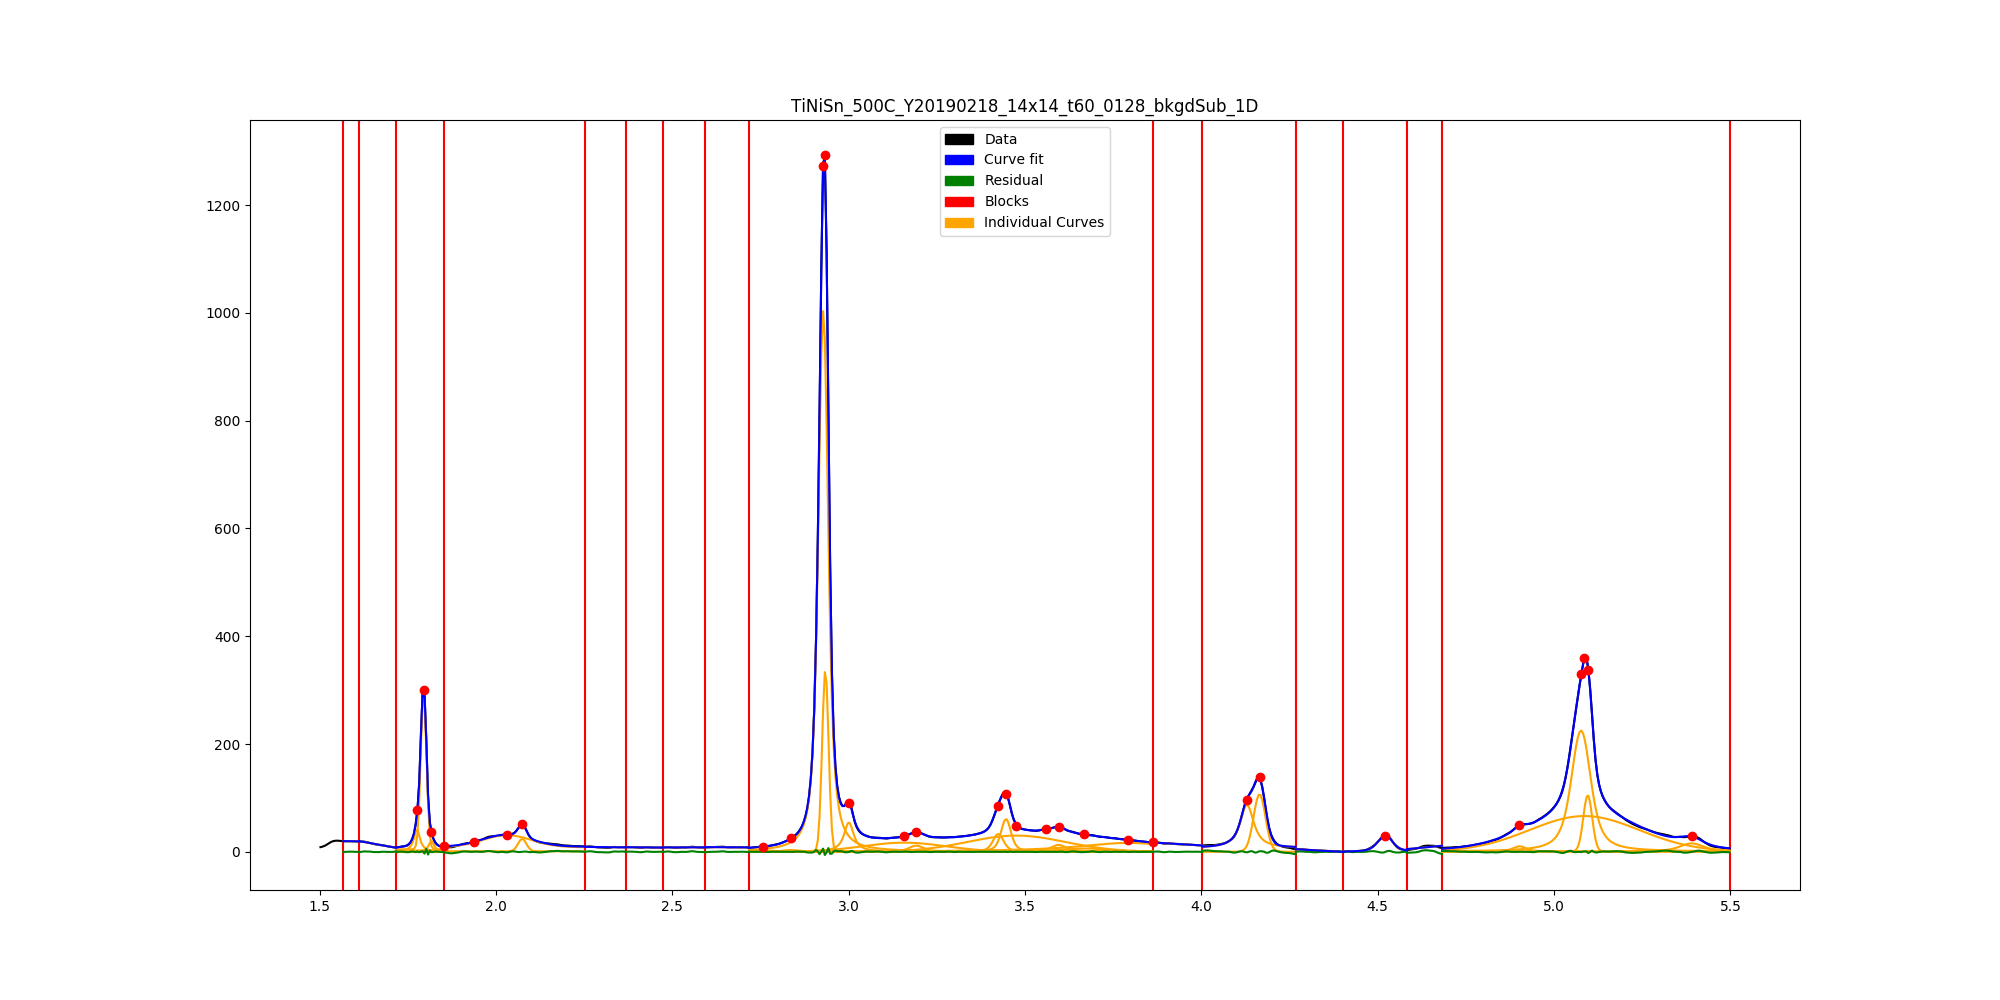 TiNiSn_500C_Y20190218_14x14_t60_0128_bkgdSub_1D
Data
Curve fit
Residual
Blocks
Individual Curves
1200
1000
800
600
400
200
0
1.5 2.0 2.5 3.0 3.5 4.0 4.5 5.0 5.5